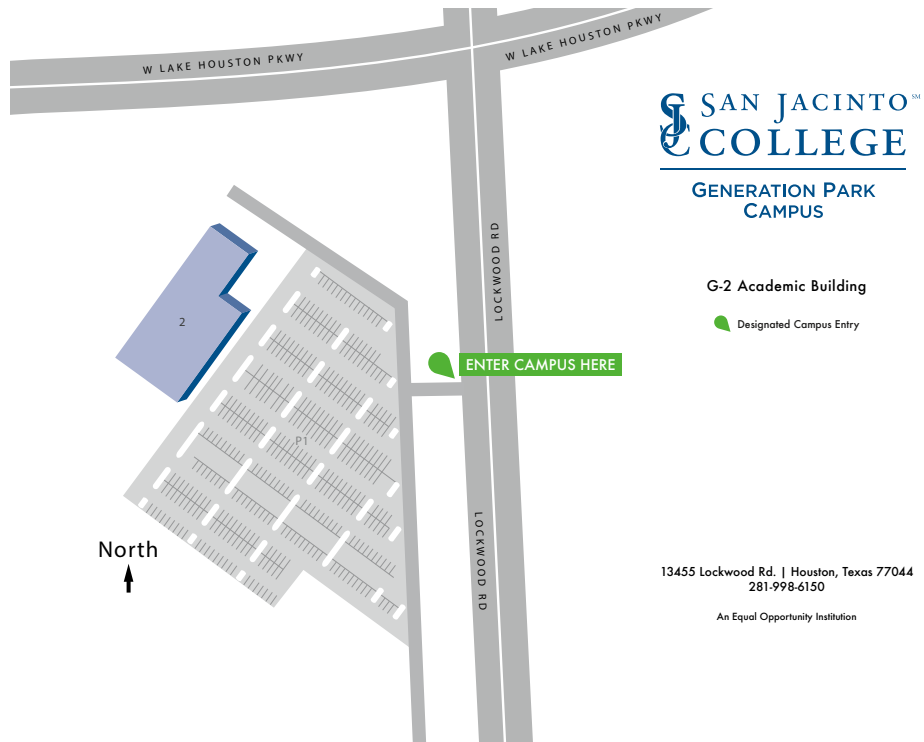 W LAKE HOUSTON PKWY
W LAKE HOUSTON PKWY
SJC
SAN JACINTO℠
COLLEGE
GENERATION PARK
CAMPUS
LOCKWOOD RD
G-2 Academic Building
Designated Campus Entry
2
ENTER CAMPUS HERE
P1
LOCKWOOD RD
North
13455 Lockwood Rd. | Houston, Texas 77044
281-998-6150
An Equal Opportunity Institution